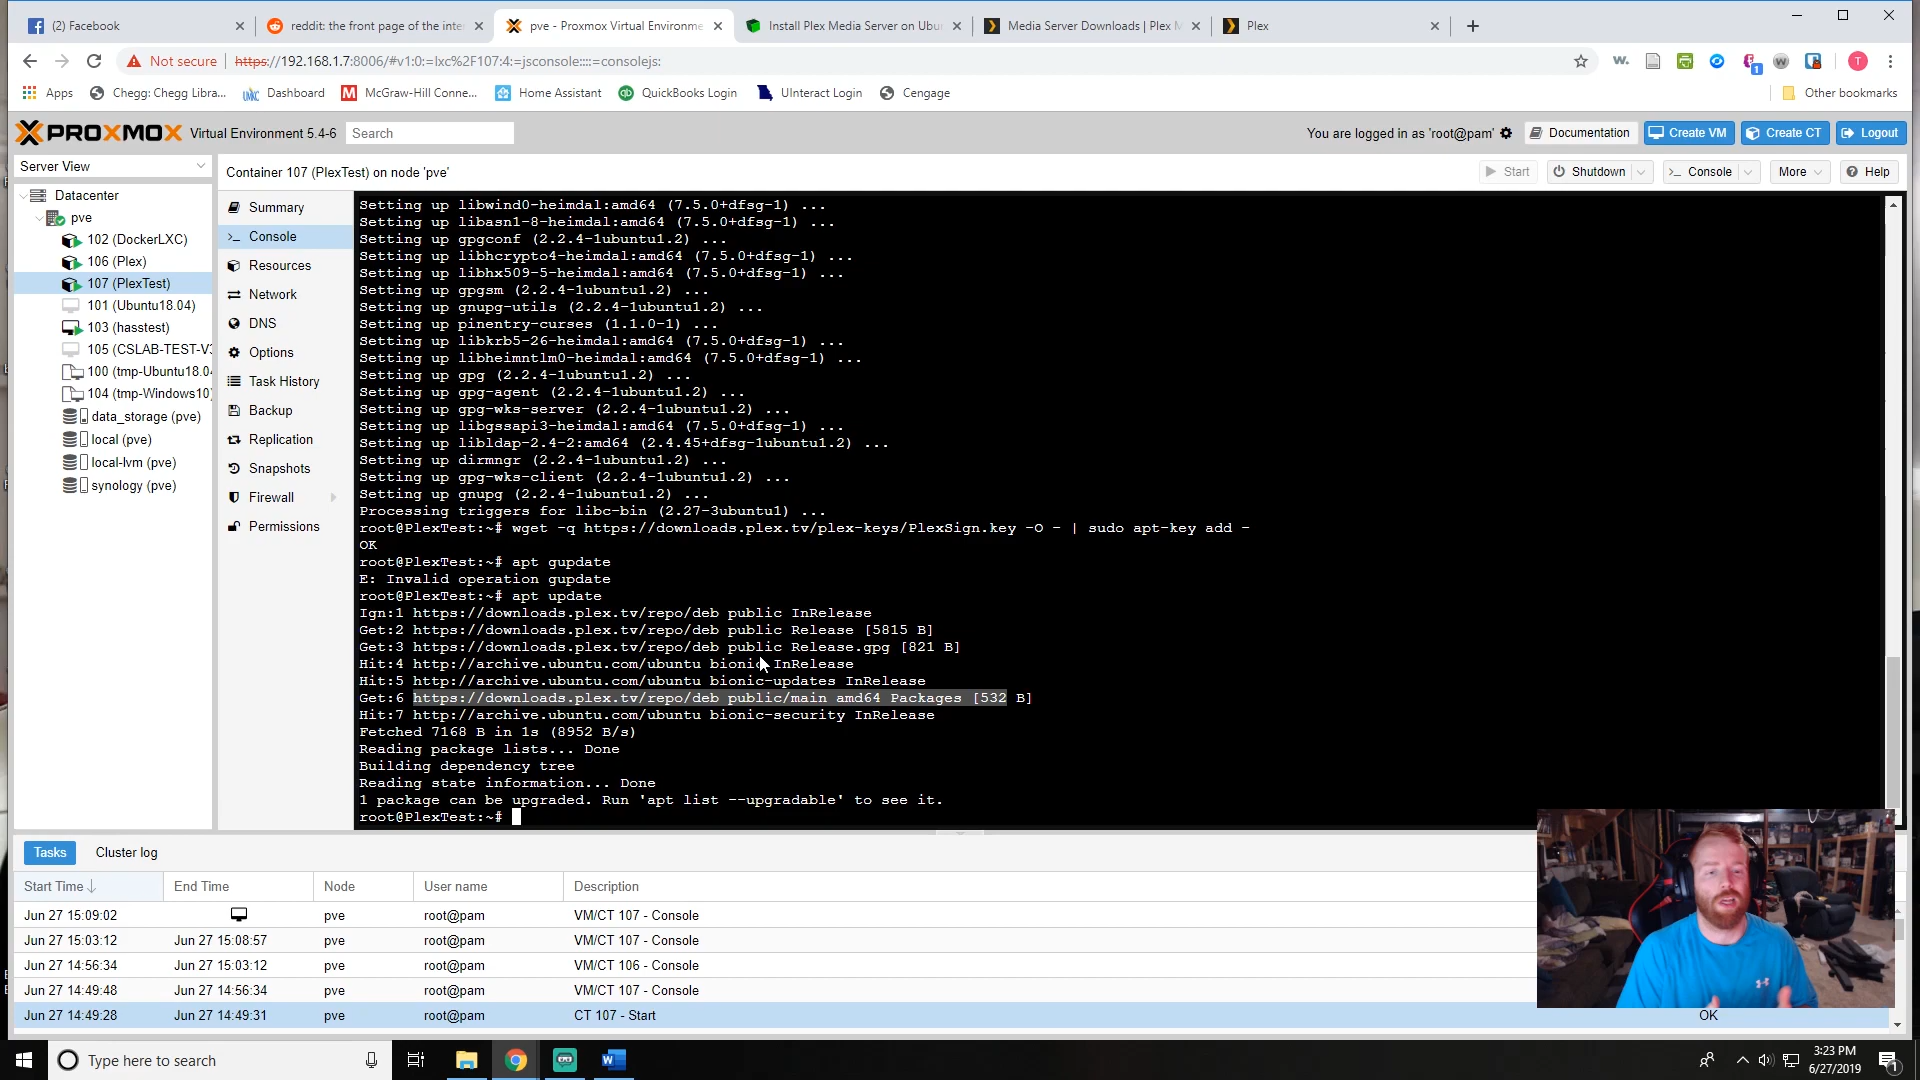 (2) Facebook
reddit: the front page of the inte
pve - Proxmox Virtual Environme
Install Plex Media Server on Ubu
Media Server Downloads | Plex M
Plex
Not secure
https://192.168.1.7:8006/#v1:0:=lxc%2F107:4:=jsconsole::::=consolejs:
Apps
Chegg: Chegg Libra...
Dashboard
McGraw-Hill Conne...
Home Assistant
QuickBooks Login
UInteract Login
Cengage
Other bookmarks
PROXMOX
Virtual Environment 5.4-6
Search
You are logged in as 'root@pam'
Documentation
Create VM
Create CT
Logout
Server View
Container 107 (PlexTest) on node 'pve'
Start
Shutdown
Console
More
Help
Datacenter
pve
102 (DockerLXC)
106 (Plex)
107 (PlexTest)
101 (Ubuntu18.04)
103 (hasstest)
105 (CSLAB-TEST-V3
100 (tmp-Ubuntu18.04
104 (tmp-Windows10)
data_storage (pve)
local (pve)
local-lvm (pve)
synology (pve)
Summary
Console
Resources
Network
DNS
Options
Task History
Backup
Replication
Snapshots
Firewall
Permissions
Setting up libwind0-heimdal:amd64 (7.5.0+dfsg-1) ...
Setting up libasn1-8-heimdal:amd64 (7.5.0+dfsg-1) ...
Setting up gpgconf (2.2.4-1ubuntu1.2) ...
Setting up libhcrypto4-heimdal:amd64 (7.5.0+dfsg-1) ...
Setting up libhx509-5-heimdal:amd64 (7.5.0+dfsg-1) ...
Setting up gpgsm (2.2.4-1ubuntu1.2) ...
Setting up gnupg-utils (2.2.4-1ubuntu1.2) ...
Setting up pinentry-curses (1.1.0-1) ...
Setting up libkrb5-26-heimdal:amd64 (7.5.0+dfsg-1) ...
Setting up libheimntlm0-heimdal:amd64 (7.5.0+dfsg-1) ...
Setting up gpg (2.2.4-1ubuntu1.2) ...
Setting up gpg-agent (2.2.4-1ubuntu1.2) ...
Setting up gpg-wks-server (2.2.4-1ubuntu1.2) ...
Setting up libgssapi3-heimdal:amd64 (7.5.0+dfsg-1) ...
Setting up libldap-2.4-2:amd64 (2.4.45+dfsg-1ubuntu1.2) ...
Setting up dirmngr (2.2.4-1ubuntu1.2) ...
Setting up gpg-wks-client (2.2.4-1ubuntu1.2) ...
Setting up gnupg (2.2.4-1ubuntu1.2) ...
Processing triggers for libc-bin (2.27-3ubuntu1) ...
root@PlexTest:~# wget -q https://downloads.plex.tv/plex-keys/PlexSign.key -O - | sudo apt-key add -
OK
root@PlexTest:~# apt gupdate
E: Invalid operation gupdate
root@PlexTest:~# apt update
Ign:1 https://downloads.plex.tv/repo/deb public InRelease
Get:2 https://downloads.plex.tv/repo/deb public Release [5815 B]
Get:3 https://downloads.plex.tv/repo/deb public Release.gpg [821 B]
Hit:4 http://archive.ubuntu.com/ubuntu bionic InRelease
Hit:5 http://archive.ubuntu.com/ubuntu bionic-updates InRelease
Get:6 https://downloads.plex.tv/repo/deb public/main amd64 Packages [532 B]
Hit:7 http://archive.ubuntu.com/ubuntu bionic-security InRelease
Fetched 7168 B in 1s (8952 B/s)
Reading package lists... Done
Building dependency tree
Reading state information... Done
1 package can be upgraded. Run 'apt list --upgradable' to see it.
root@PlexTest:~#
Tasks
Cluster log
Start Time
End Time
Node
User name
Description
Jun 27 15:09:02 pve root@pam VM/CT 107 - Console
Jun 27 15:03:12 Jun 27 15:08:57 pve root@pam VM/CT 107 - Console
Jun 27 14:56:34 Jun 27 15:03:12 pve root@pam VM/CT 106 - Console
Jun 27 14:49:48 Jun 27 14:56:34 pve root@pam VM/CT 107 - Console
Jun 27 14:49:28 Jun 27 14:49:31 pve root@pam CT 107 - Start OK
Type here to search
3:23 PM
6/27/2019